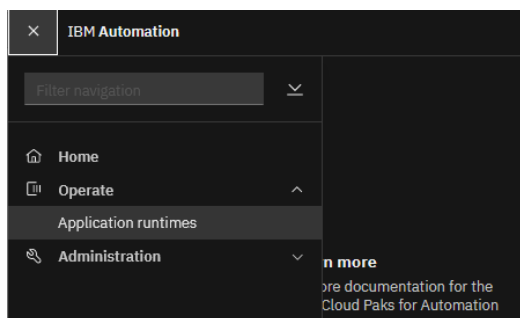 IBM Automation
Filter navigation
Home
Operate
Application runtimes
Administration
n more
ore documentation for the
Cloud Paks for Automation